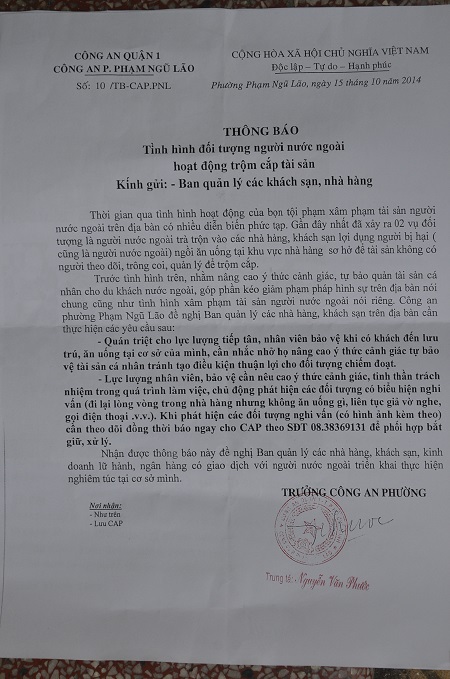 CÔNG AN QUẬN 1
CÔNG AN P. PHẠM NGŨ LÃO
Số: 10 /TB-CAP.PNL
CỘNG HÒA XÃ HỘI CHỦ NGHĨA VIỆT NAM
Độc lập – Tự do – Hạnh phúc
Phường Phạm Ngũ Lão, ngày 15 tháng 10 năm 2014
THÔNG BÁO
Tình hình đối tượng người nước ngoài
hoạt động trộm cắp tài sản
Kính gửi: - Ban quản lý các khách sạn, nhà hàng
Thời gian qua tình hình hoạt động của bọn tội phạm xâm phạm tài sản người
nước ngoài trên địa bàn có nhiều diễn biến phức tạp. Gần đây nhất đã xảy ra 02 vụ đối
tượng là người nước ngoài trà trộn vào các nhà hàng, khách sạn lợi dụng người bị hại (
cũng là người nước ngoài) ngồi ăn uống tại khu vực nhà hàng sơ hở để tài sản không có
người theo dõi, trông coi, quản lý để trộm cắp.
Trước tình hình trên, nhằm nâng cao ý thức cảnh giác, tự bảo quản tài sản cá
nhân cho du khách nước ngoài, góp phần kéo giảm phạm pháp hình sự trên địa bàn nói
chung cũng như tình hình xâm phạm tài sản người nước ngoài nói riêng. Công an
phường Phạm Ngũ Lão đề nghị Ban quản lý các nhà hàng, khách sạn trên địa bàn cần
thực hiện các yêu cầu sau:
- Quán triệt cho lực lượng tiếp tân, nhân viên bảo vệ khi có khách đến lưu
trú, ăn uống tại cơ sở của mình, cần nhắc nhở họ nâng cao ý thức cảnh giác tự bảo
vệ tài sản cá nhân tránh tạo điều kiện thuận lợi cho đối tượng chiếm đoạt.
- Lực lượng nhân viên, bảo vệ cần nêu cao ý thức cảnh giác, tinh thần trách
nhiệm trong quá trình làm việc, chủ động phát hiện các đối tượng có biểu hiện nghi
vấn (đi lại lòng vòng trong nhà hàng nhưng không ăn uống gì, liên tục giả vờ nghe,
gọi điện thoại .v.v.). Khi phát hiện các đối tượng nghi vấn (có hình ảnh kèm theo)
cần theo dõi đồng thời báo ngay cho CAP theo SĐT 08.38369131 để phối hợp bắt
giữ, xử lý.
Nhận được thông báo này đề nghị Ban quản lý các nhà hàng, khách sạn, kinh
doanh lữ hành, ngân hàng có giao dịch với người nước ngoài triển khai thực hiện
nghiêm túc tại cơ sở mình.
TRƯỞNG CÔNG AN PHƯỜNG
Nơi nhận:
- Như trên
- Lưu CAP
Trung tá: - Nguyễn Văn Phước